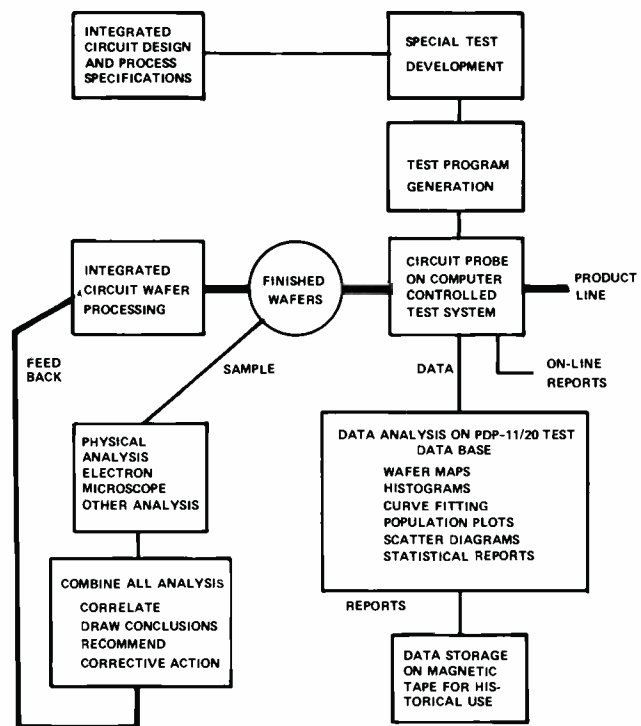 INTEGRATED
CIRCUIT DESIGN
AND PROCESS
SPECIFICATIONS
SPECIAL TEST
DEVELOPMENT
TEST PROGRAM
GENERATION
INTEGRATED
CIRCUIT WAFER
PROCESSING
FINISHED
WAFERS
CIRCUIT PROBE
ON COMPUTER
CONTROLLED
TEST SYSTEM
PRODUCT
LINE
FEED
BACK
SAMPLE
DATA
ON-LINE
REPORTS
PHYSICAL
ANALYSIS
ELECTRON
MICROSCOPE
OTHER ANALYSIS
DATA ANALYSIS ON PDP-11/20 TEST
DATA BASE
WAFER MAPS
HISTOGRAMS
CURVE FITTING
POPULATION PLOTS
SCATTER DIAGRAMS
STATISTICAL REPORTS
COMBINE ALL ANALYSIS
CORRELATE
DRAW CONCLUSIONS
RECOMMEND
CORRECTIVE ACTION
REPORTS
DATA STORAGE
ON MAGNETIC
TAPE FOR HIS-
TORICAL USE